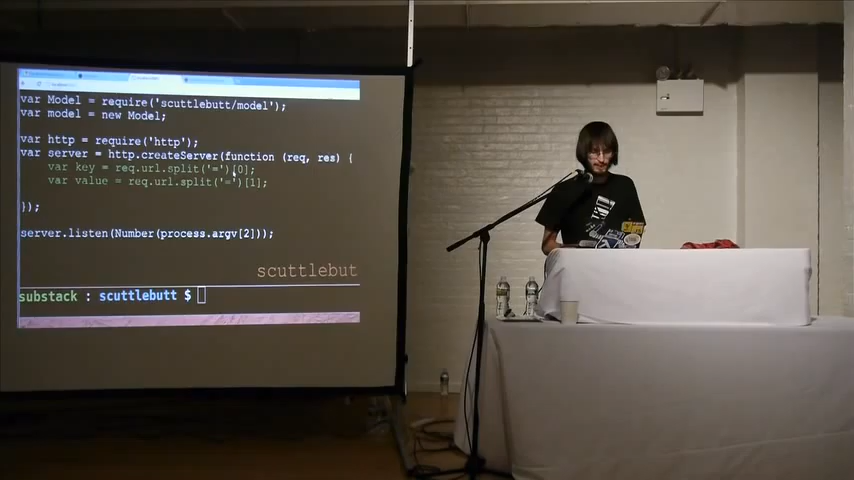 var Model = require('scuttlebutt/model');
var model = new Model;
var http = require('http');
var server = http.createServer(function (req, res) {
var key = req.url.split('=')[0];
var value = req.url.split('=')[1];
});
server.listen(Number(process.argv[2]));
scuttlebut
substack : scuttlebutt $